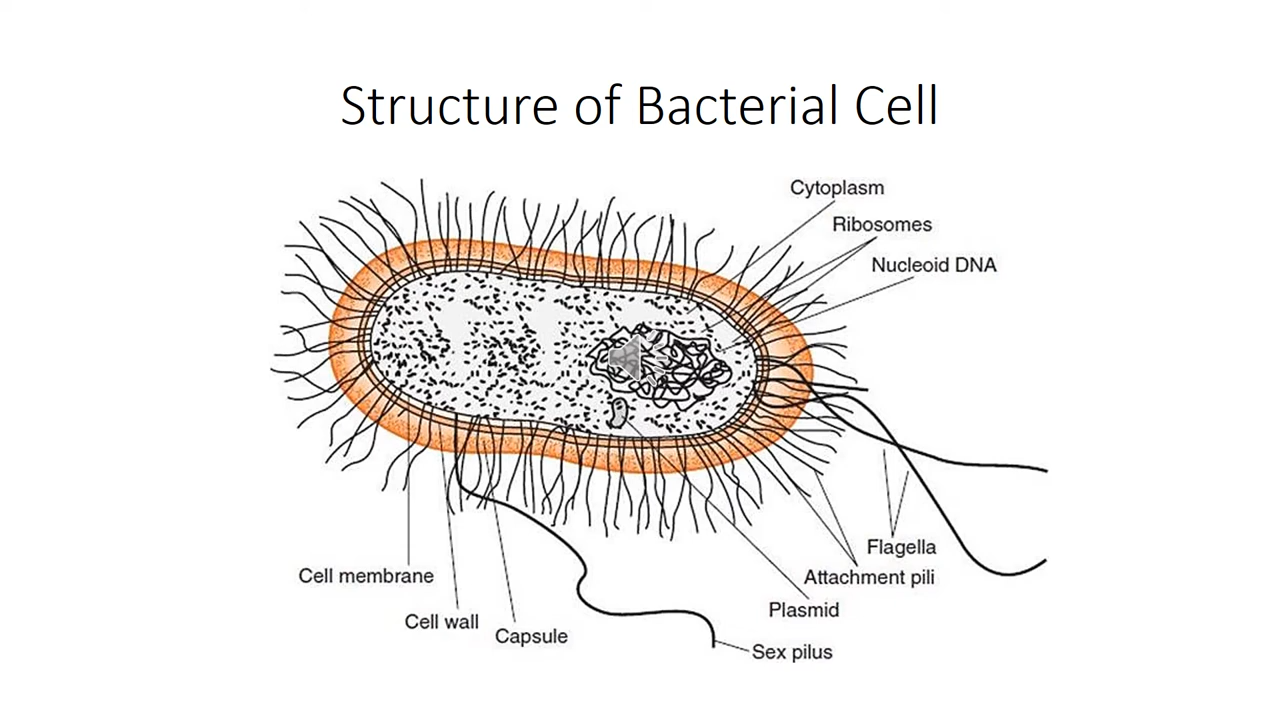 Structure of Bacterial Cell
Cytoplasm
Ribosomes
Nucleoid DNA
Flagella
Cell membrane
Attachment pili
Plasmid
Cell wall
Capsule
Sex pilus